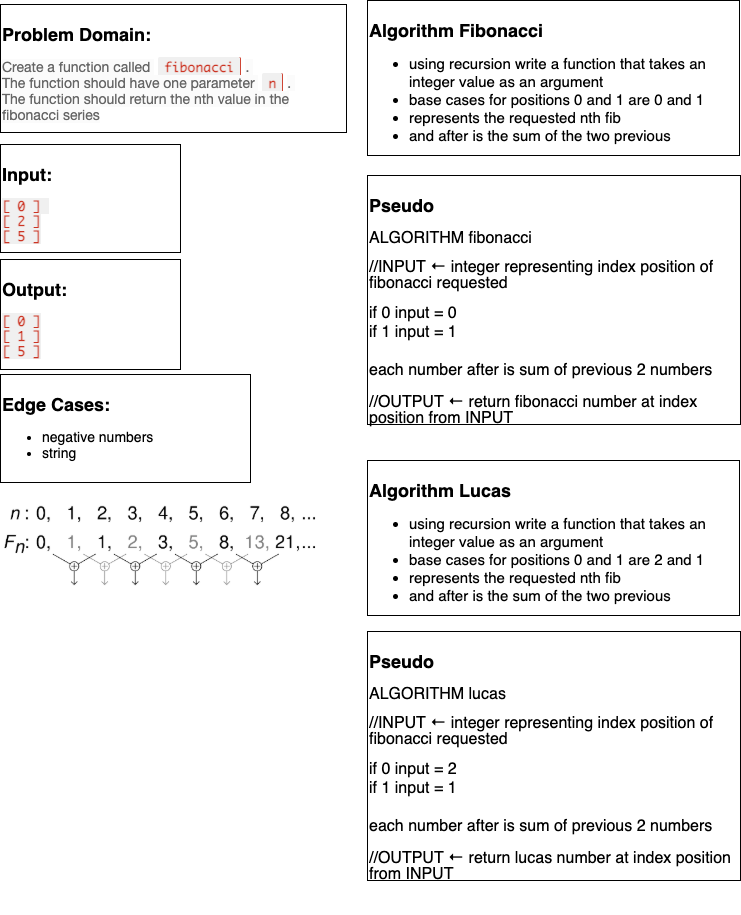 Problem Domain:
Create a function called fibonacci .
The function should have one parameter n .
The function should return the nth value in the
fibonacci series
Input:
[ 0 ]
[ 2 ]
[ 5 ]
Output:
[ 0 ]
[ 1 ]
[ 5 ]
Edge Cases:
• negative numbers
• string
n : 0, 1, 2, 3, 4, 5, 6, 7, 8, ...
Fn: 0, 1, 1, 2, 3, 5, 8, 13, 21,...
Algorithm Fibonacci
• using recursion write a function that takes an
integer value as an argument
• base cases for positions 0 and 1 are 0 and 1
• represents the requested nth fib
• and after is the sum of the two previous
Pseudo
ALGORITHM fibonacci
//INPUT ← integer representing index position of
fibonacci requested
if 0 input = 0
if 1 input = 1
each number after is sum of previous 2 numbers
//OUTPUT ← return fibonacci number at index
position from INPUT
Algorithm Lucas
• using recursion write a function that takes an
integer value as an argument
• base cases for positions 0 and 1 are 2 and 1
• represents the requested nth fib
• and after is the sum of the two previous
Pseudo
ALGORITHM lucas
//INPUT ← integer representing index position of
fibonacci requested
if 0 input = 2
if 1 input = 1
each number after is sum of previous 2 numbers
//OUTPUT ← return lucas number at index position
from INPUT